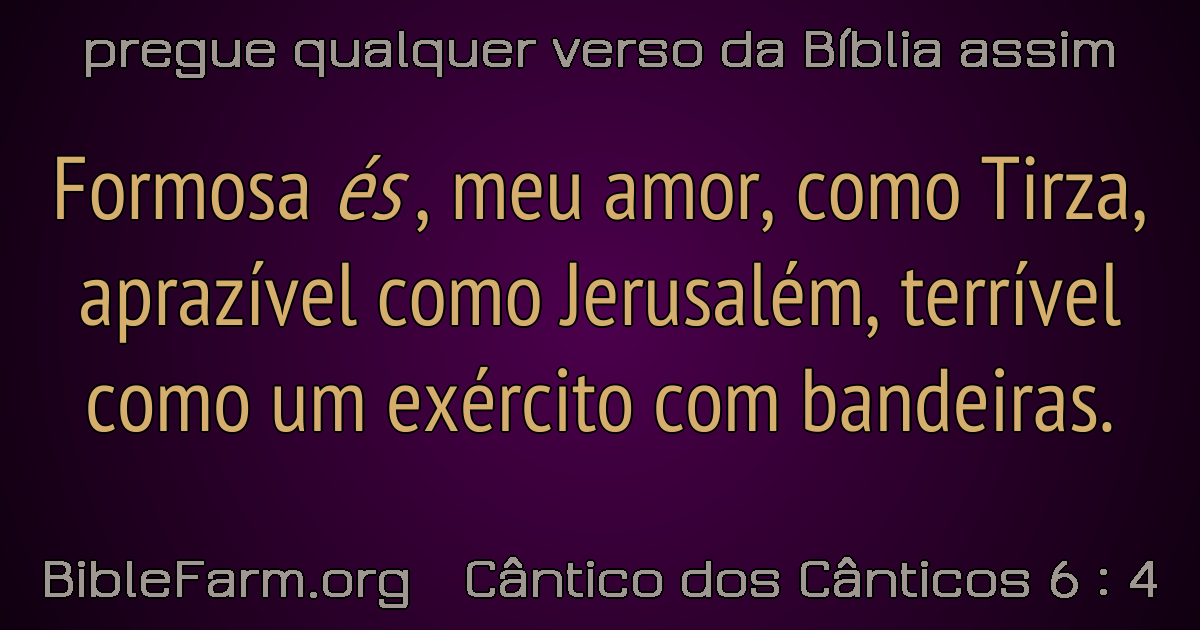 pregue qualquer verso da Bíblia assim
Formosa és , meu amor, como Tirza,
aprazível como Jerusalém, terrível
como um exército com bandeiras.
BibleFarm.org Cântico dos Cânticos 6 : 4